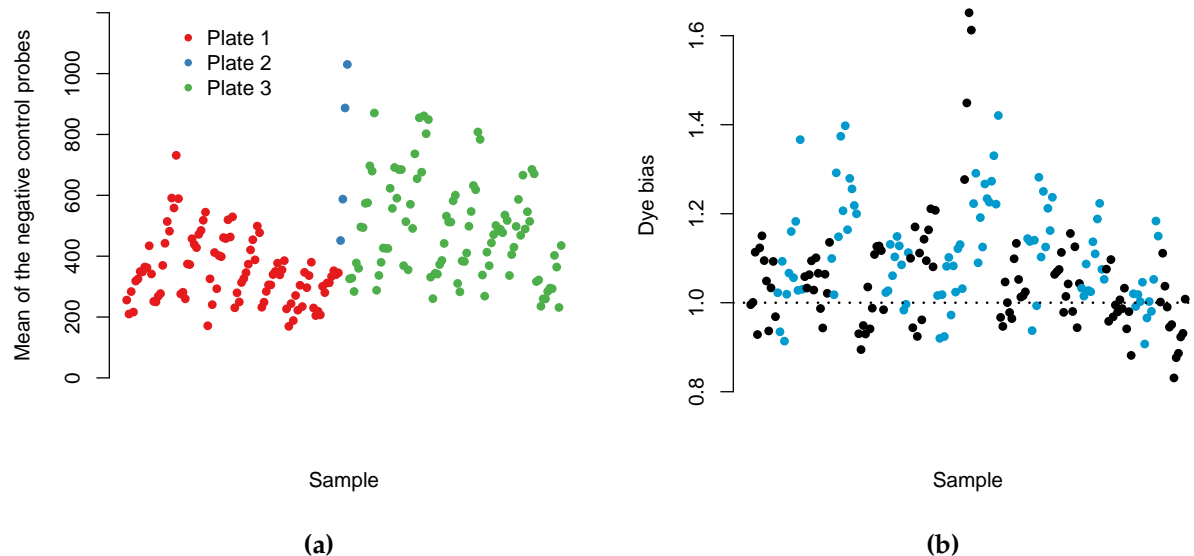 Plate 1
Plate 2
Plate 3
Mean of the negative control probes
0
200
400
600
800
1000
Sample
(a)
Dye bias
0.8
1.0
1.2
1.4
1.6
Sample
(b)